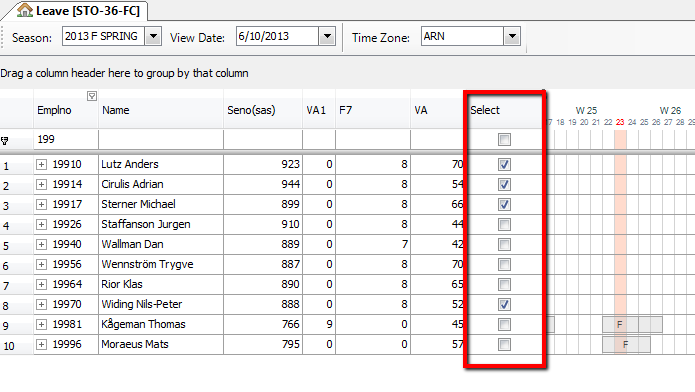 Leave [STO-36-FC]
Season: 2013 F SPRING View Date: 6/10/2013 Time Zone: ARN
Drag a column header here to group by that column
Emplno Name Seno(sas) VA1 F7 VA Select W 25 W 26
7 18 19 20 21 22 23 24 25 26 27 28 29
199
1 19910 Lutz Anders 923 0 8 70
2 19914 Cirulis Adrian 944 0 8 54
3 19917 Sterner Michael 899 0 8 66
4 19926 Staffanson Jurgen 910 0 8 44
5 19940 Wallman Dan 889 0 7 42
6 19956 Wennström Trygve 887 0 8 70
7 19964 Rior Klas 890 0 8 65
8 19970 Widing Nils-Peter 888 0 8 52
9 19981 Kågeman Thomas 766 9 0 45 F
10 19996 Moraeus Mats 795 0 0 57 F